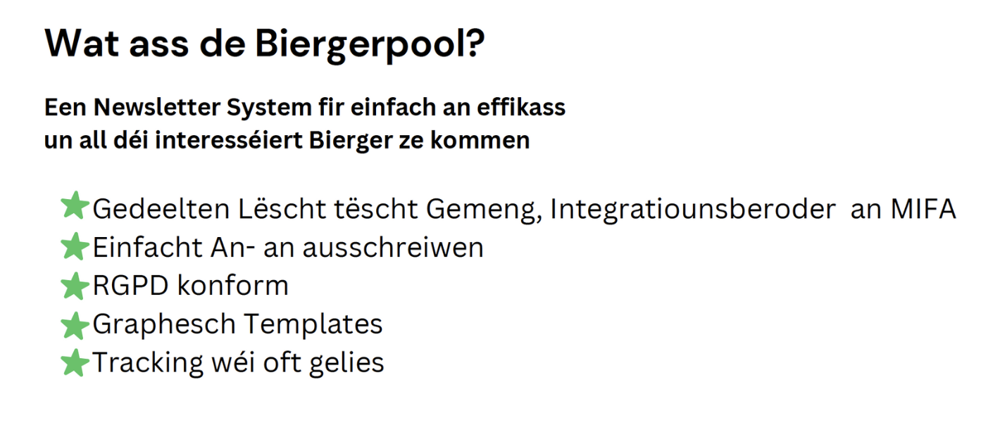 Wat ass de Biergerpool?
Een Newsletter System fir einfach an effikass
un all déi interesséiert Bierger ze kommen
Gedeelten Lëscht tëscht Gemeng, Integratiounsberoder an MIFA
Einfacht An- an ausschreiwen
RGPD konform
Graphesch Templates
Tracking wéi oft gelies